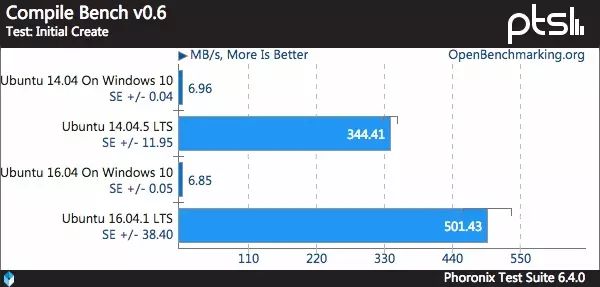 Compile Bench v0.6
Test: Initial Create
pts
MB/s, More Is Better
OpenBenchmarking.org
Ubuntu 14.04 On Windows 10
SE +/- 0.04
6.96
Ubuntu 14.04.5 LTS
SE +/- 11.95
344.41
Ubuntu 16.04 On Windows 10
SE +/- 0.05
6.85
Ubuntu 16.04.1 LTS
SE +/- 38.40
501.43
110 220 330 440 550
Phoronix Test Suite 6.4.0